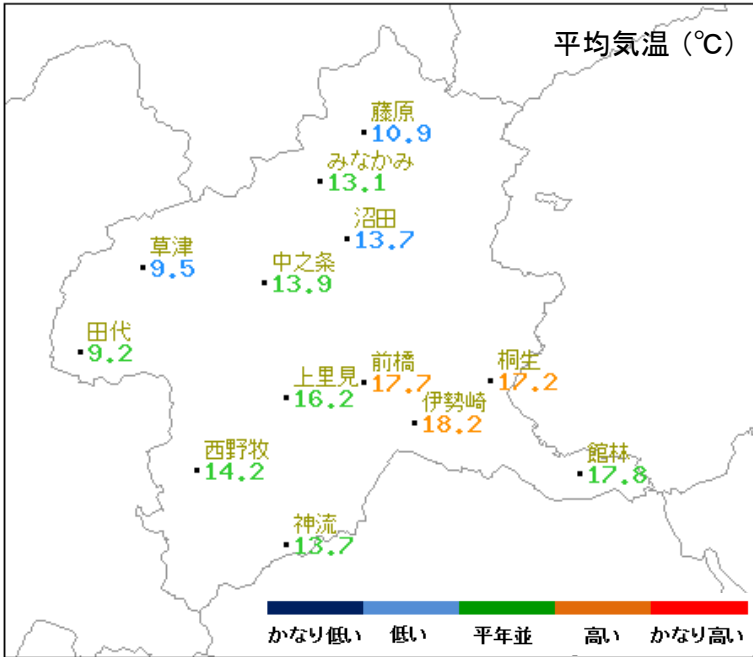 平均気温（℃）
藤原
10.9
みなかみ
13.1
沼田
13.7
草津
9.5
中之条
13.9
田代
9.2
前橋
17.7
桐生
17.2
上里見
16.2
伊勢崎
18.2
西野牧
14.2
館林
17.8
神流
13.7
かなり低い 低い 平年並 高い かなり高い